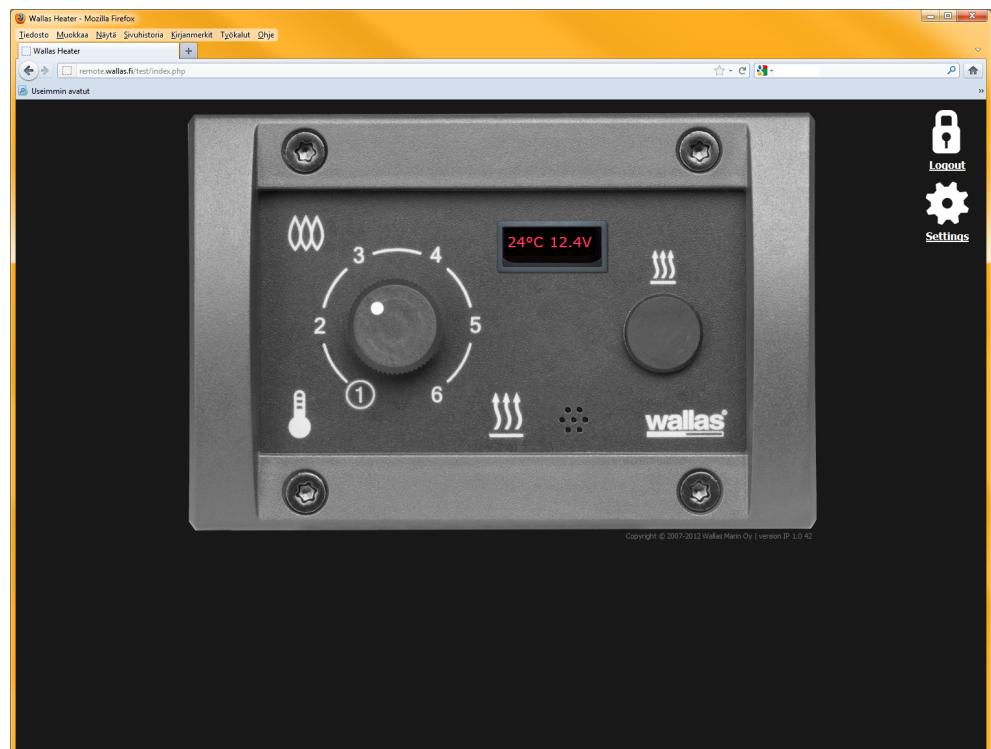 Wallas Heater - Mozilla Firefox
Tiedosto Muokkaa Näytä Sivuhistoria Kirjanmerkit Työkalut Ohje
Wallas Heater
remote.wallas.fi/test/index.php
Useimmin avatut
Logout
Settings
24°C 12.4V
3 4
2 5
1 6
wallas®
Copyright © 2007-2012 Wallas Marin Oy | version IP 1.0 42